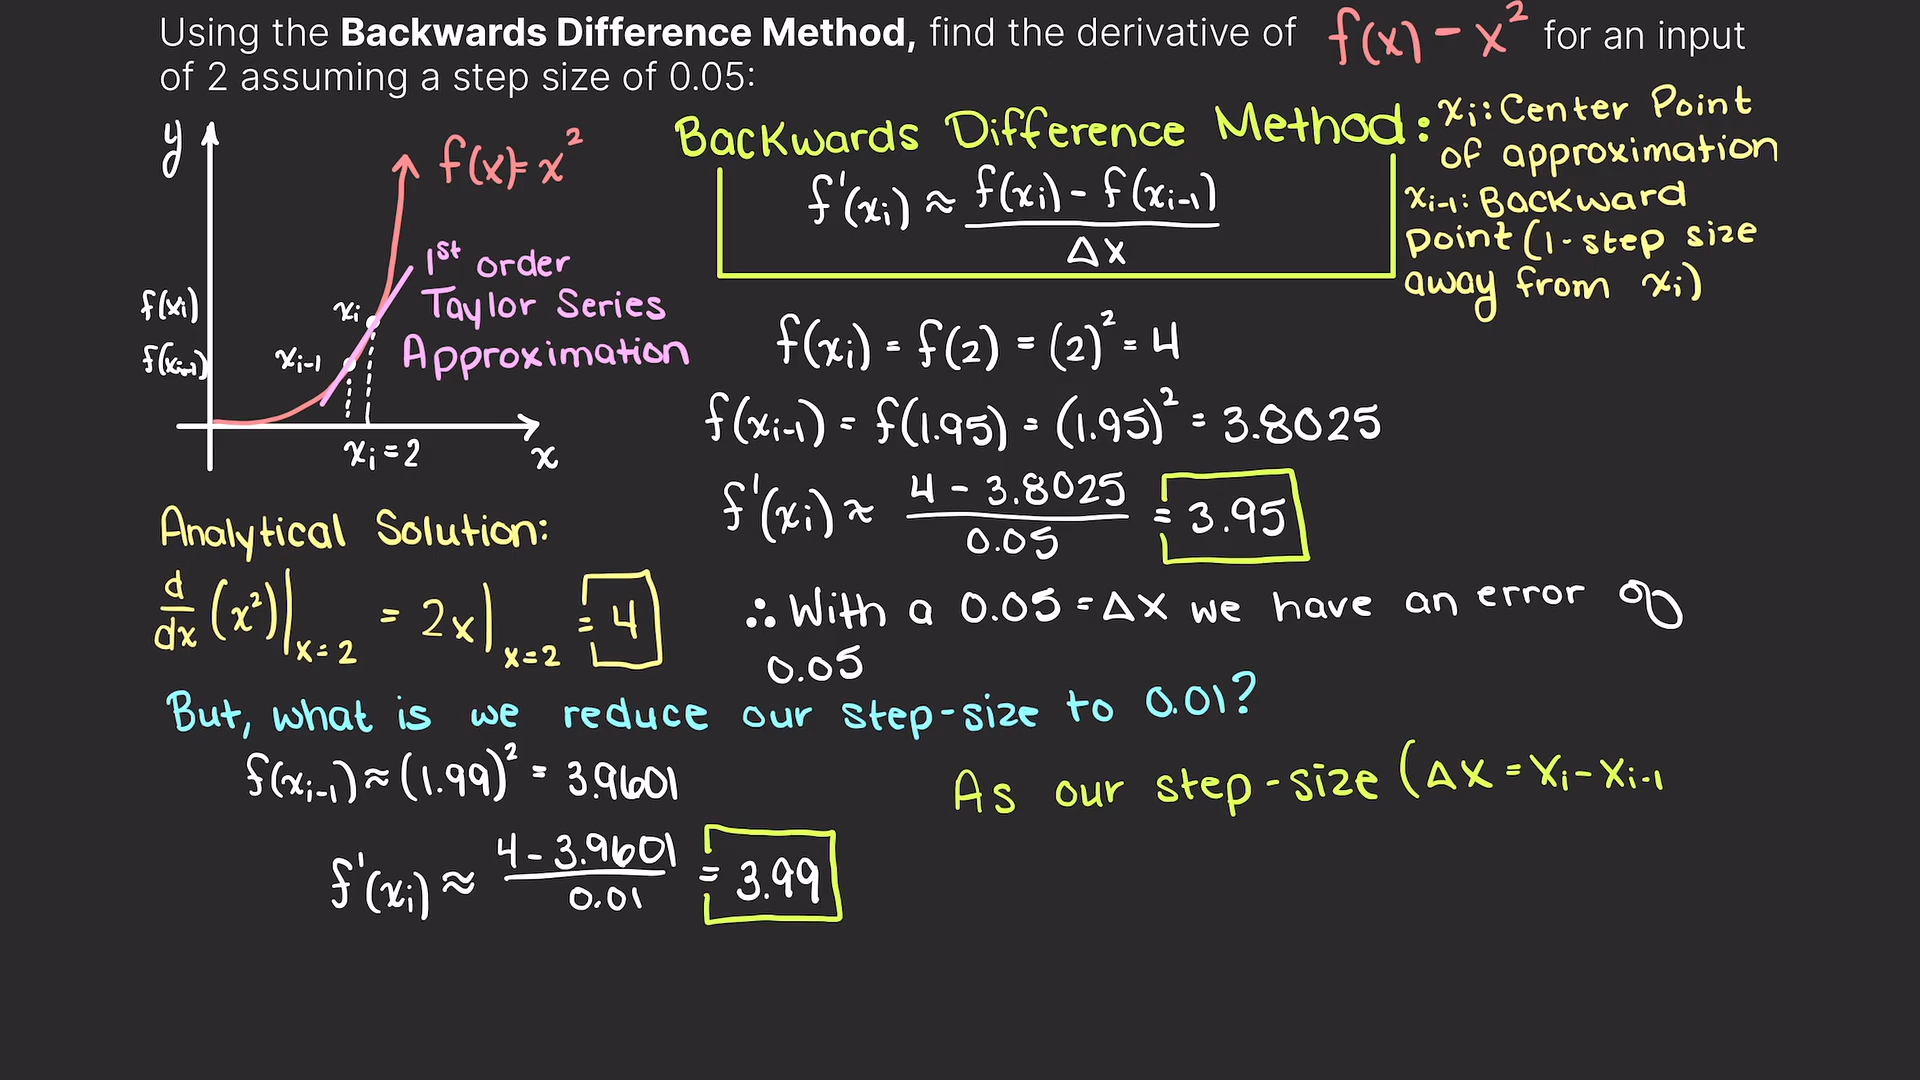 Using the Backwards Difference Method, find the derivative of f(x) - x² for an input
of 2 assuming a step size of 0.05:
y
f(x)= x²
1st order
Taylor Series
Approximation
f(xi)
f(xi-1)
xi
xi-1
xi = 2
x
Backwards Difference Method:
f'(xi) ≈ f(xi) - f(xi-1) / Δx
xi: Center Point
of approximation
xi-1: Backward
point (1-step size
away from xi)
f(xi) = f(2) = (2)² = 4
f(xi-1) = f(1.95) = (1.95)² = 3.8025
f'(xi) ≈ 4 - 3.8025 / 0.05 = 3.95
Analytical Solution:
d/dx (x²)|x=2 = 2x|x=2 = 4
∴ With a 0.05 = Δx we have an error of
0.05
But, what is we reduce our step-size to 0.01?
f(xi-1) ≈ (1.99)² = 3.9601
f'(xi) ≈ 4 - 3.9601 / 0.01 = 3.99
As our step-size (Δx = xi - xi-1